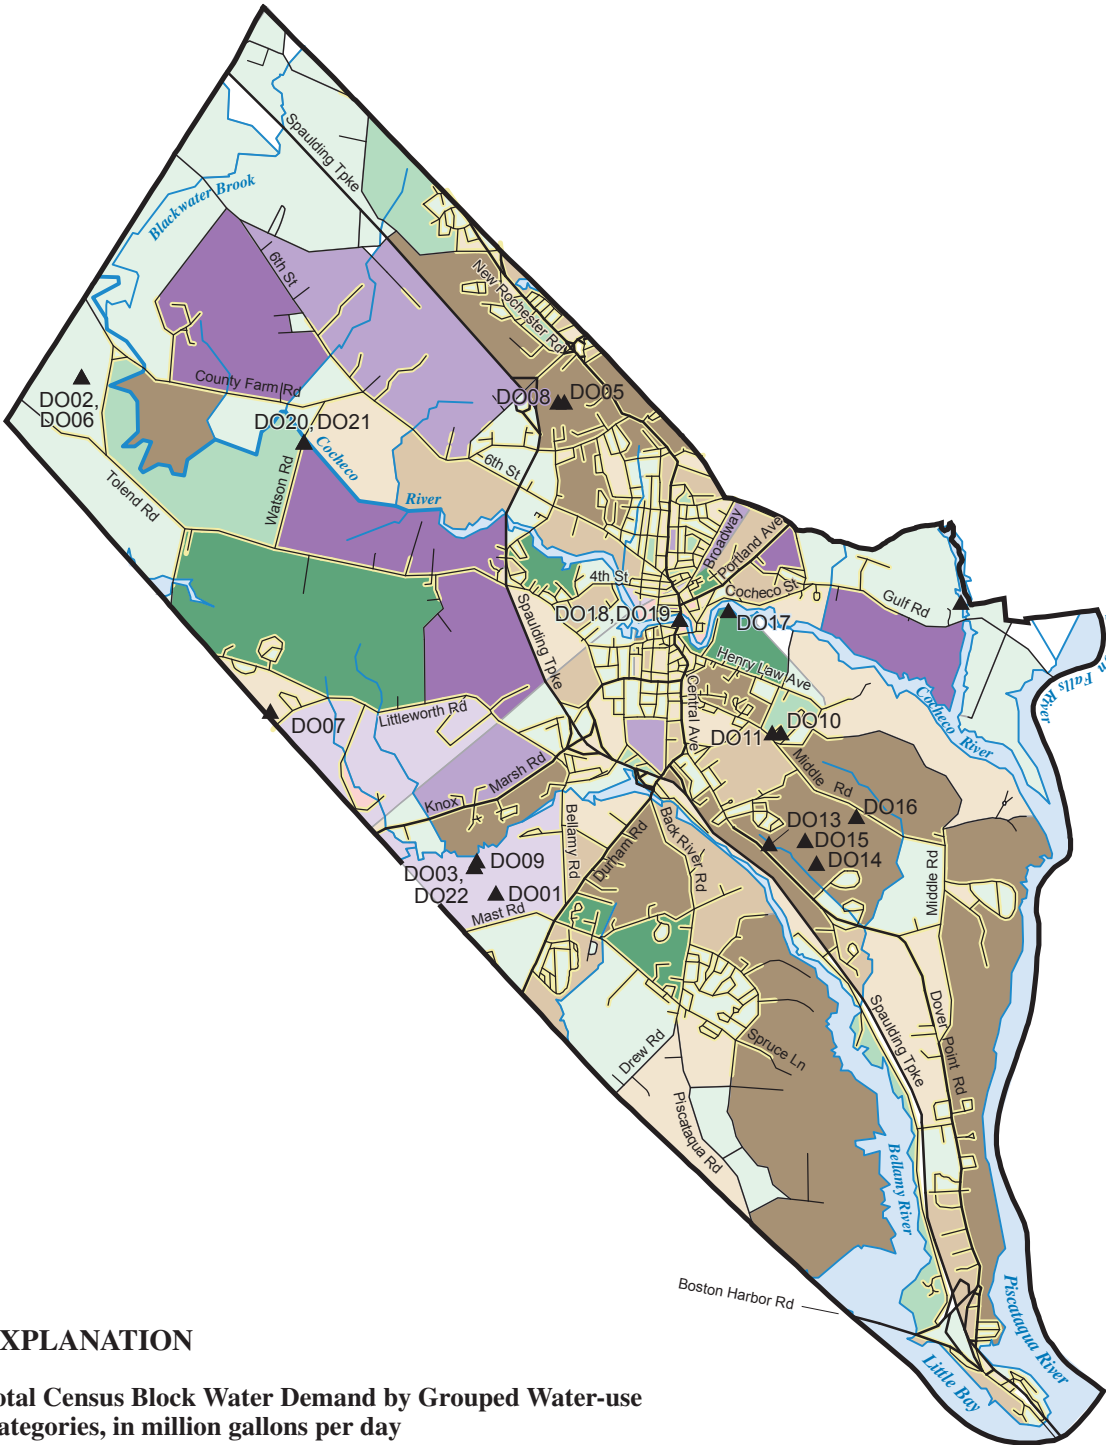 Spaulding Tpke
Blackwater Brook
6th St
New Rochester Rd
County Farm Rd
DO02,
DO06
DO08
DO05
DO20, DO21
Cocheco
River
6th St
Watson Rd
Tolend Rd
Broadway
Portland Ave
4th St
Cocheco St
Gulf Rd
DO18, DO19
DO17
Spaulding Tpke
Henry Law Ave
Falls River
Cocheco River
Central Ave
Littleworth Rd
DO07
DO10
DO11
Middle Rd
Knox Marsh Rd
DO16
DO13
DO15
DO14
Bellamy Rd
Durham Rd
Back River Rd
Middle Rd
DO09
DO03,
DO22
DO01
Mast Rd
Spaulding Tpke
Dover Point Rd
Drew Rd
Spruce Ln
Piscataqua Rd
Bellamy River
Boston Harbor Rd
Piscataqua River
Little Bay
XPLANATION
otal Census Block Water Demand by Grouped Water-use
ategories, in million gallons per day